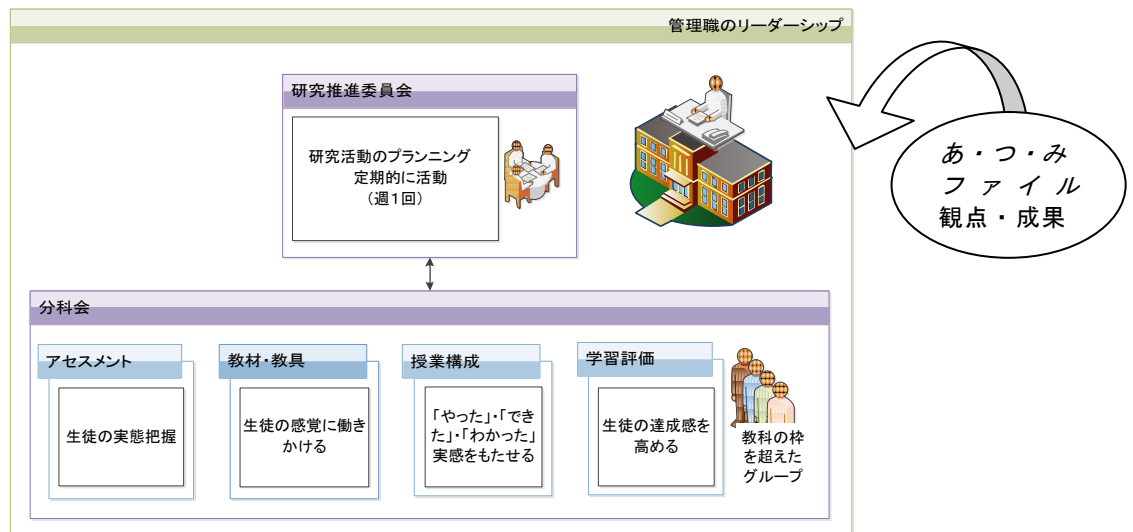 管理職のリーダーシップ
研究推進委員会
研究活動のプランニング
定期的に活動
（週１回）
あ・つ・み
ファイル
観点・成果
分科会
アセスメント
生徒の実態把握
教材・教具
生徒の感覚に働き
かける
授業構成
「やった」・「でき
た」・「わかった」
実感をもたせる
学習評価
生徒の達成感を
高める
教科の枠
を超えた
グループ